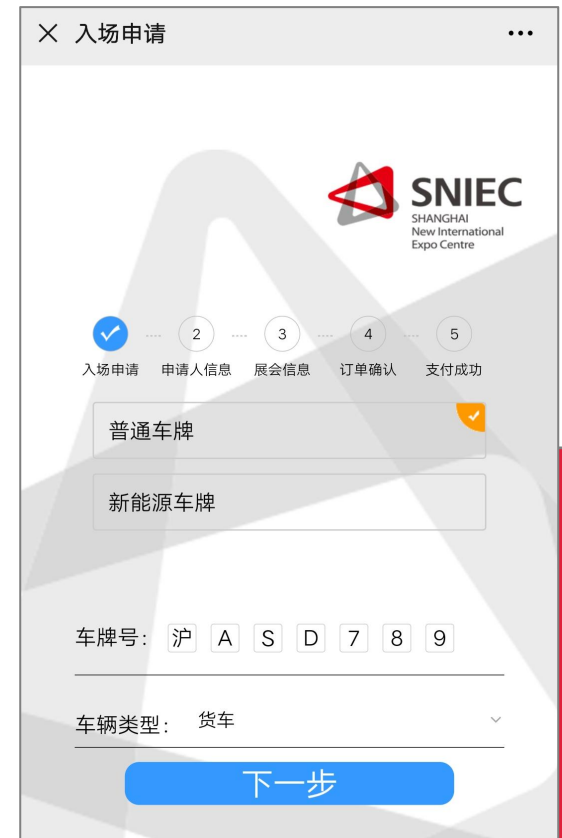 入场申请
SNIEC
SHANGHAI
New International
Expo Centre
2 3 4 5
入场申请 申请人信息 展会信息 订单确认 支付成功
普通车牌
新能源车牌
车牌号: 沪 A S D 7 8 9
车辆类型: 货车
下一步